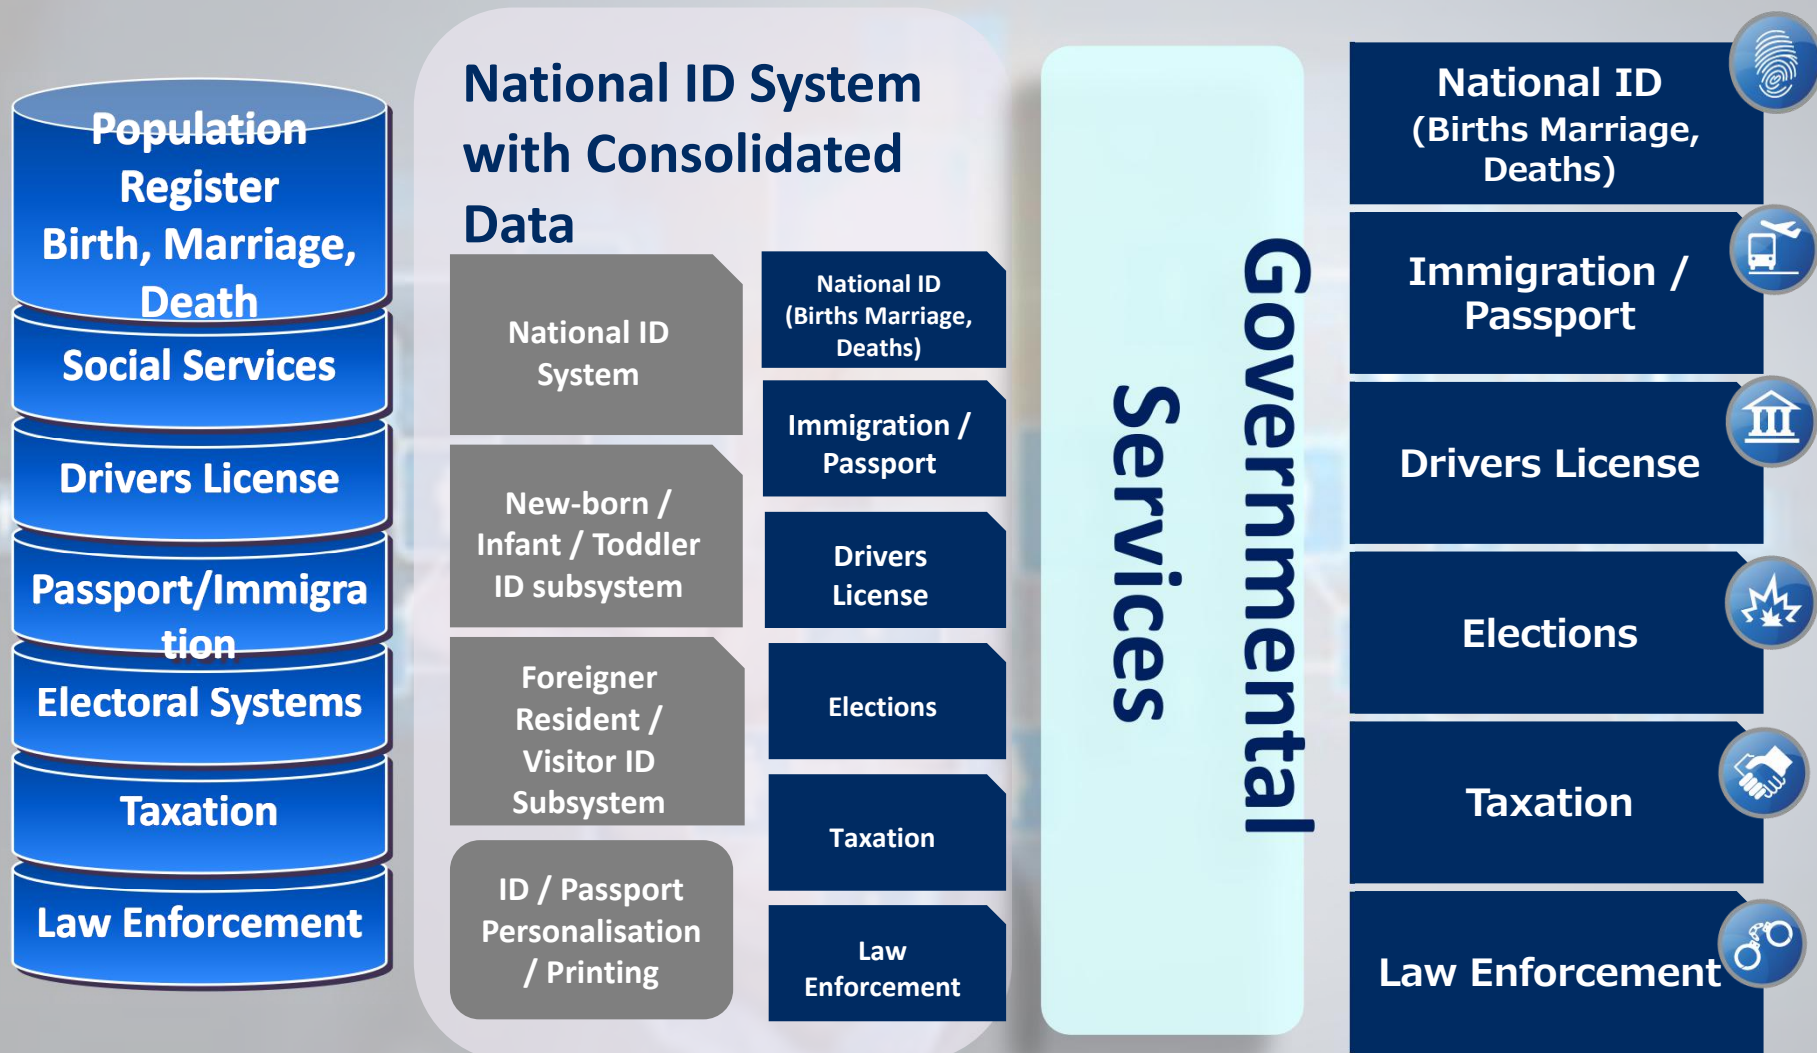 Population
Register
Birth, Marriage,
Death
Social Services
Drivers License
Passport/Immigra
tion
Electoral Systems
Taxation
Law Enforcement
National ID System
with Consolidated
Data
National ID
System
New-born /
Infant / Toddler
ID subsystem
Foreigner
Resident /
Visitor ID
Subsystem
ID / Passport
Personalisation
/ Printing
National ID
(Births Marriage,
Deaths)
Immigration /
Passport
Drivers
License
Elections
Taxation
Law
Enforcement
Governmental
Services
National ID
(Births Marriage,
Deaths)
Immigration /
Passport
Drivers License
Elections
Taxation
Law Enforcement